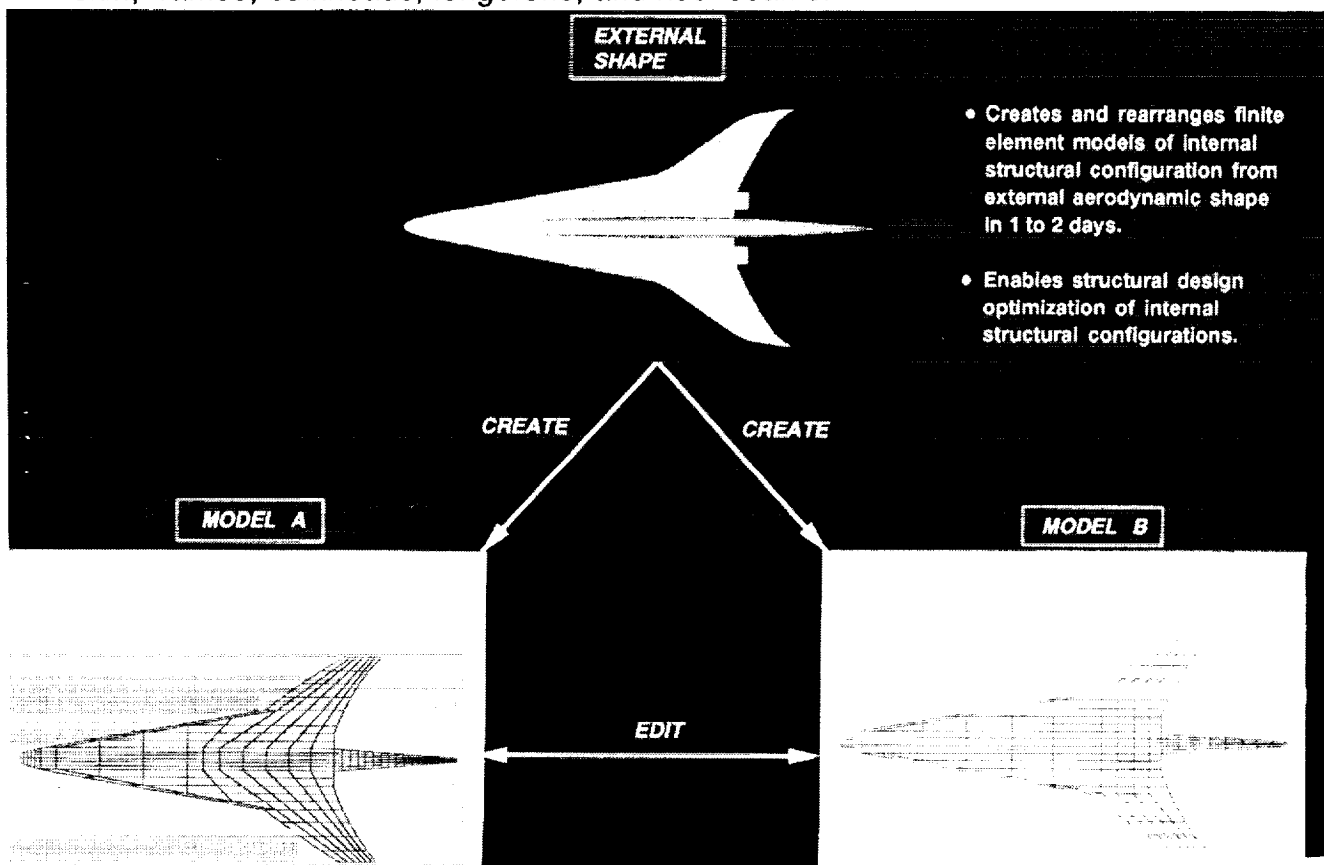 EXTERNAL
SHAPE
• Creates and rearranges finite
element models of internal
structural configuration from
external aerodynamic shape
in 1 to 2 days.
• Enables structural design
optimization of internal
structural configurations.
CREATE
CREATE
MODEL A
MODEL B
EDIT